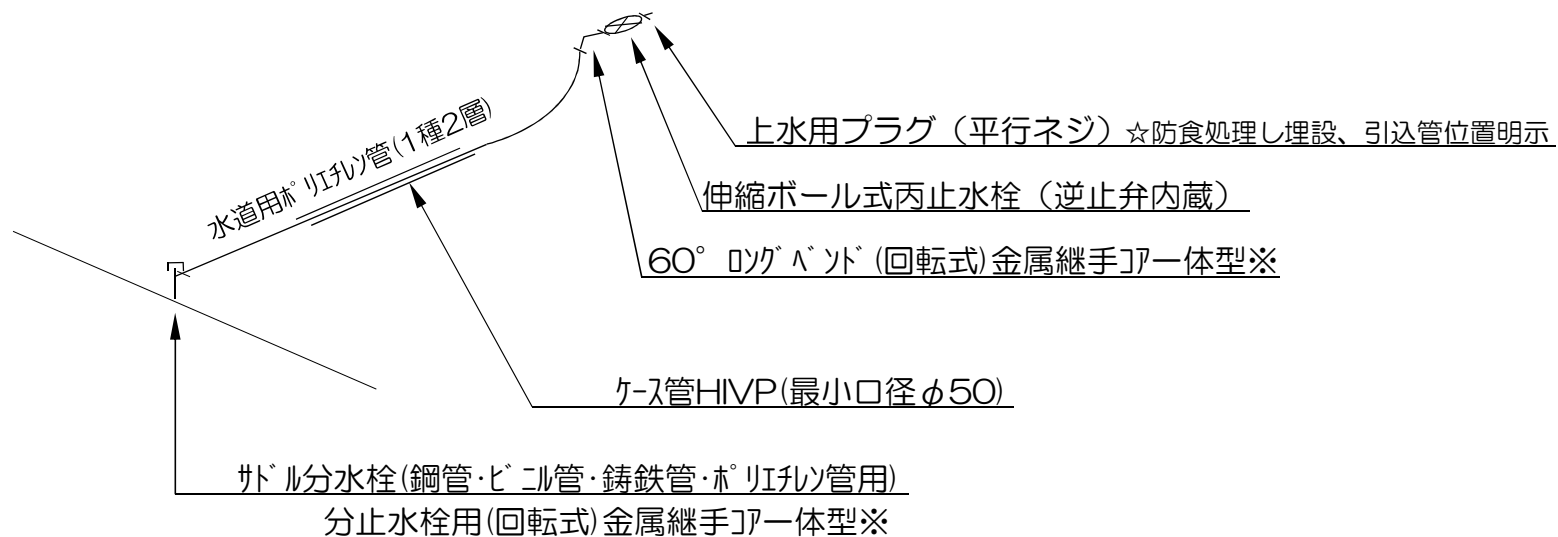 水道用ﾎﾟﾘｴﾁﾚﾝ管(1種2層)
上水用プラグ（平行ネジ）☆防食処理し埋設、引込管位置明示
伸縮ボール式丙止水栓（逆止弁内蔵）
60°ﾛﾝｸﾞﾍﾞﾝﾄﾞ(回転式)金属継手ｺｱ一体型※
ｹｰｽ管HIVP(最小口径φ50)
ｻﾄﾞﾙ分水栓(鋼管･ﾋﾞﾆﾙ管･鋳鉄管･ﾎﾟﾘｴﾁﾚﾝ管用)
分止水栓用(回転式)金属継手ｺｱ一体型※